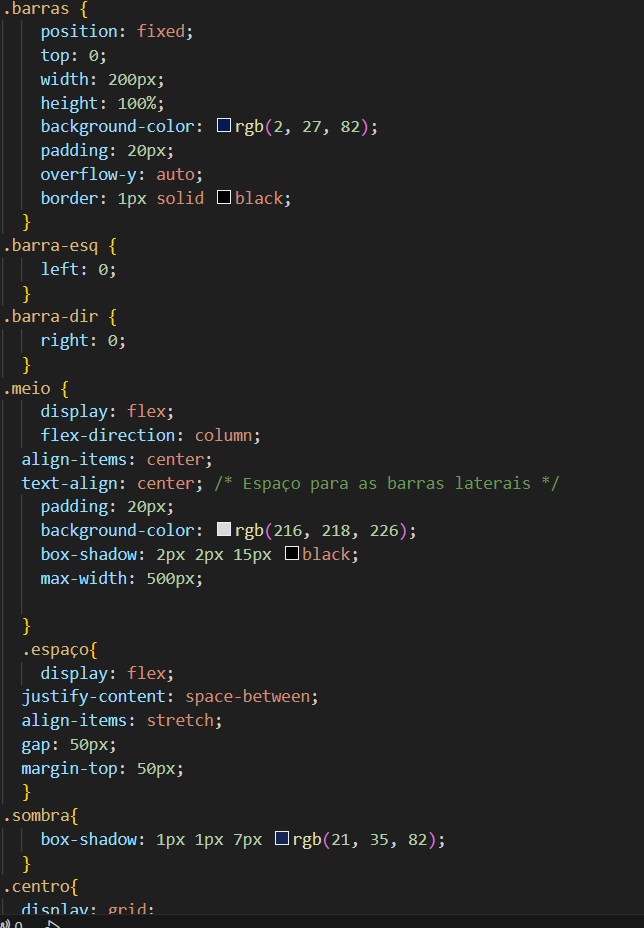 .barras {
position: fixed;
top: 0;
width: 200px;
height: 100%;
background-color: rgb(2, 27, 82);
padding: 20px;
overflow-y: auto;
border: 1px solid black;
}
.barra-esq {
left: 0;
}
.barra-dir {
right: 0;
}
.meio {
display: flex;
flex-direction: column;
align-items: center;
text-align: center; /* Espaço para as barras laterais */
padding: 20px;
background-color: rgb(216, 218, 226);
box-shadow: 2px 2px 15px black;
max-width: 500px;
}
.espaço{
display: flex;
justify-content: space-between;
align-items: stretch;
gap: 50px;
margin-top: 50px;
}
.sombra{
box-shadow: 1px 1px 7px rgb(21, 35, 82);
}
.centro{
display: grid;
0